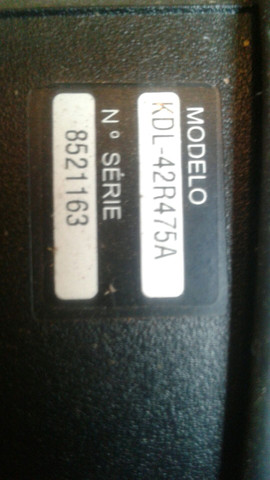 MODELO
KDL-42R475A
N° SÉRIE
8521163